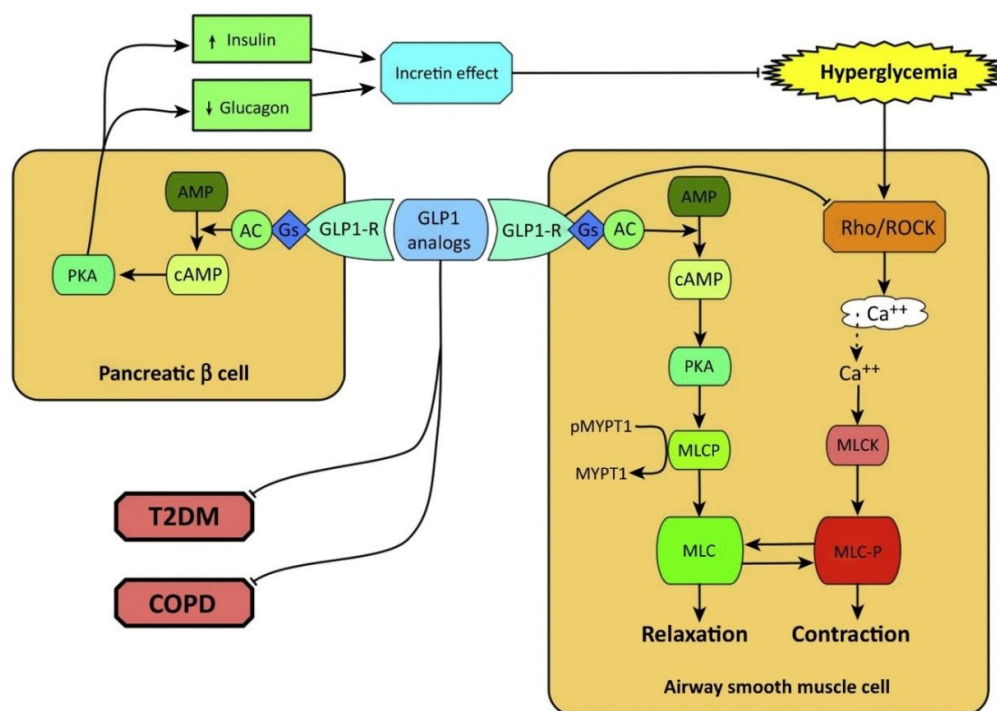 ↑ Insulin
↓ Glucagon
Incretin effect
Hyperglycemia
AMP
AC
Gs
GLP1-R
GLP1
analogs
GLP1-R
Gs
AC
PKA
cAMP
Pancreatic β cell
AMP
Rho/ROCK
cAMP
Ca++
PKA
Ca++
pMYPT1
MLCP
MYPT1
MLCK
MLC
MLC-P
Relaxation
Contraction
Airway smooth muscle cell
T2DM
COPD